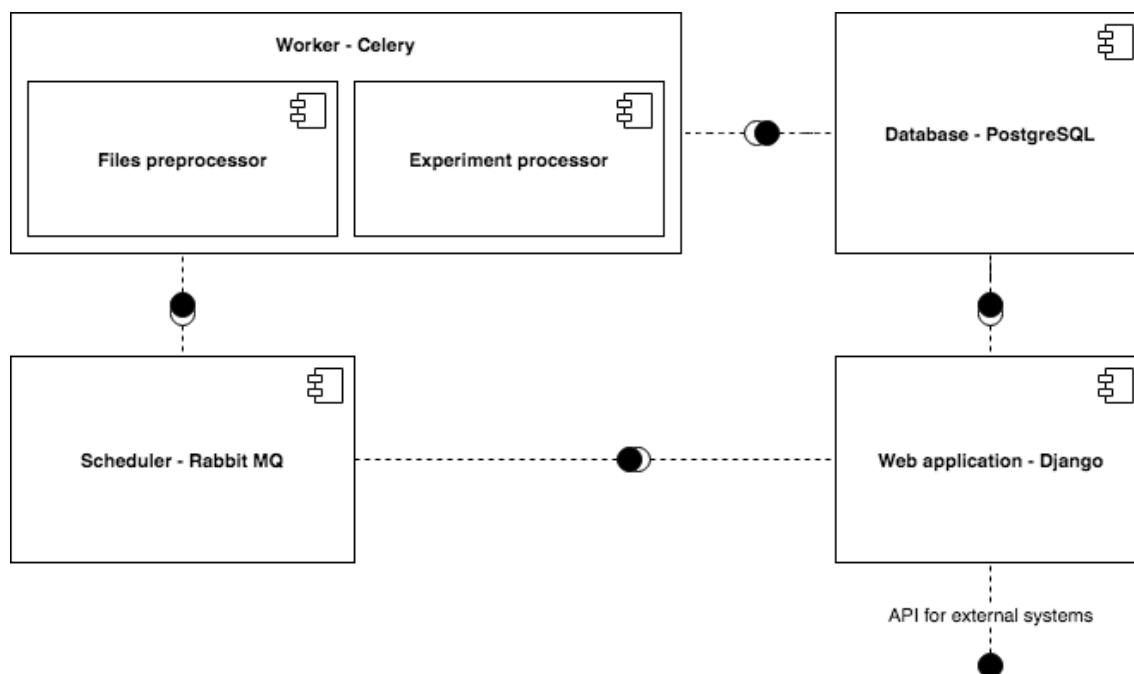 Worker - Celery
Files preprocessor
Experiment processor
Database - PostgreSQL
Scheduler - Rabbit MQ
Web application - Django
API for external systems